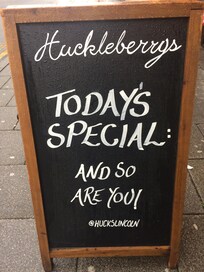 Huckleberrys
TODAY'S
SPECIAL:
AND SO
ARE YOU!
@HUCKSLINCOLN